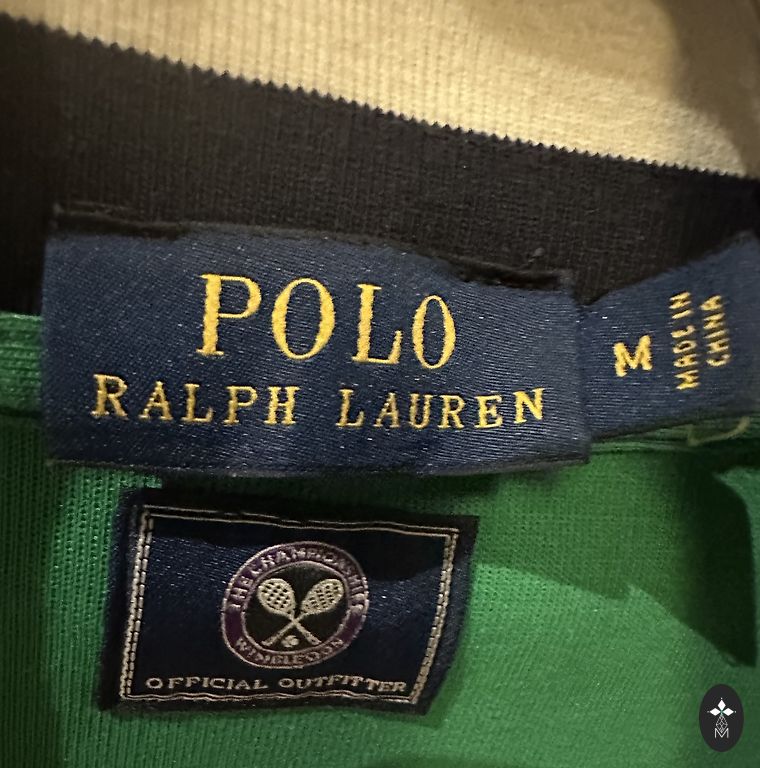 POLO
RALPH LAUREN
M
MADE IN
CHINA
THE CHAMPIONSHIPS
WIMBLEDON
OFFICIAL OUTFITTER
M